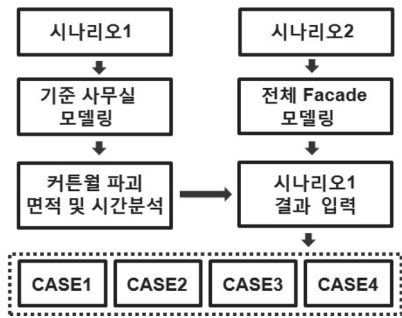 시나리오1
시나리오2
기준 사무실
모델링
전체 Facade
모델링
커튼월 파괴
면적 및 시간분석
시나리오1
결과 입력
CASE1
CASE2
CASE3
CASE4